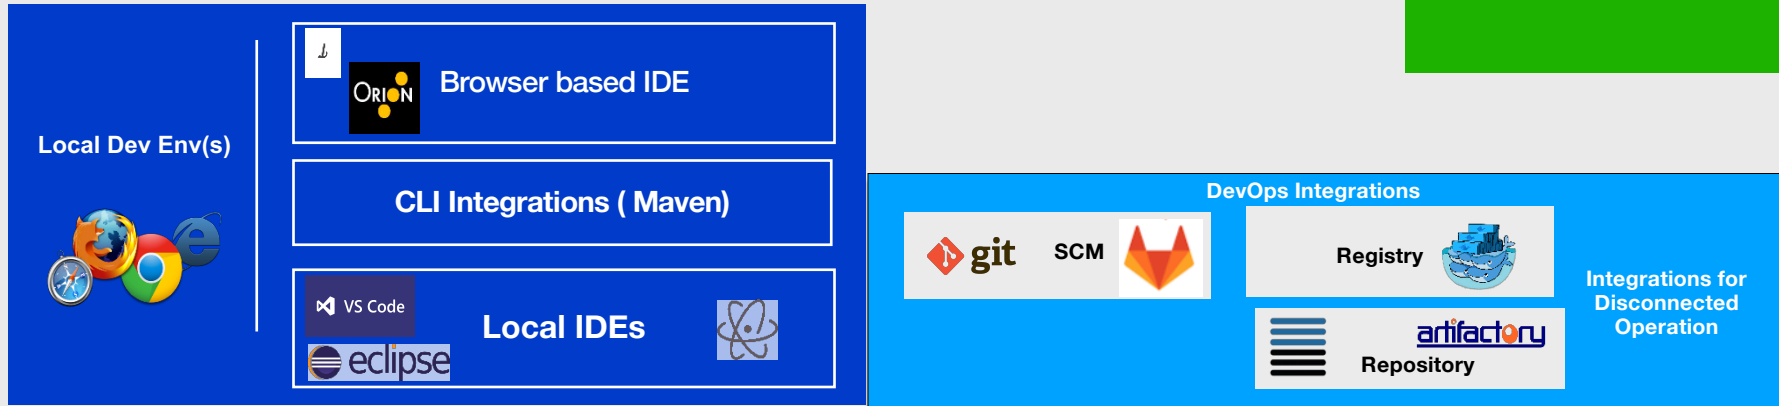 Local Dev Env(s)
ORION
Browser based IDE
CLI Integrations ( Maven)
VS Code
eclipse
Local IDEs
DevOps Integrations
git
SCM
Registry
artifactory
Repository
Integrations for
Disconnected
Operation